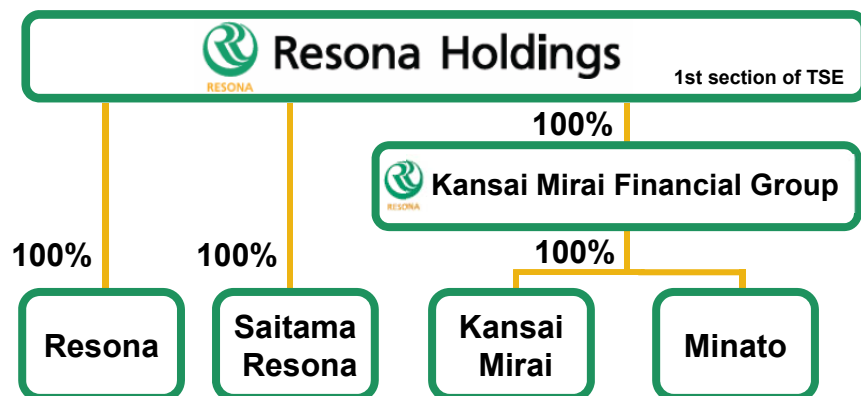 Resona Holdings
RESONA
1st section of TSE
100%
Kansai Mirai Financial Group
RESONA
100% 100% 100%
Resona
Saitama
Resona
Kansai
Mirai
Minato